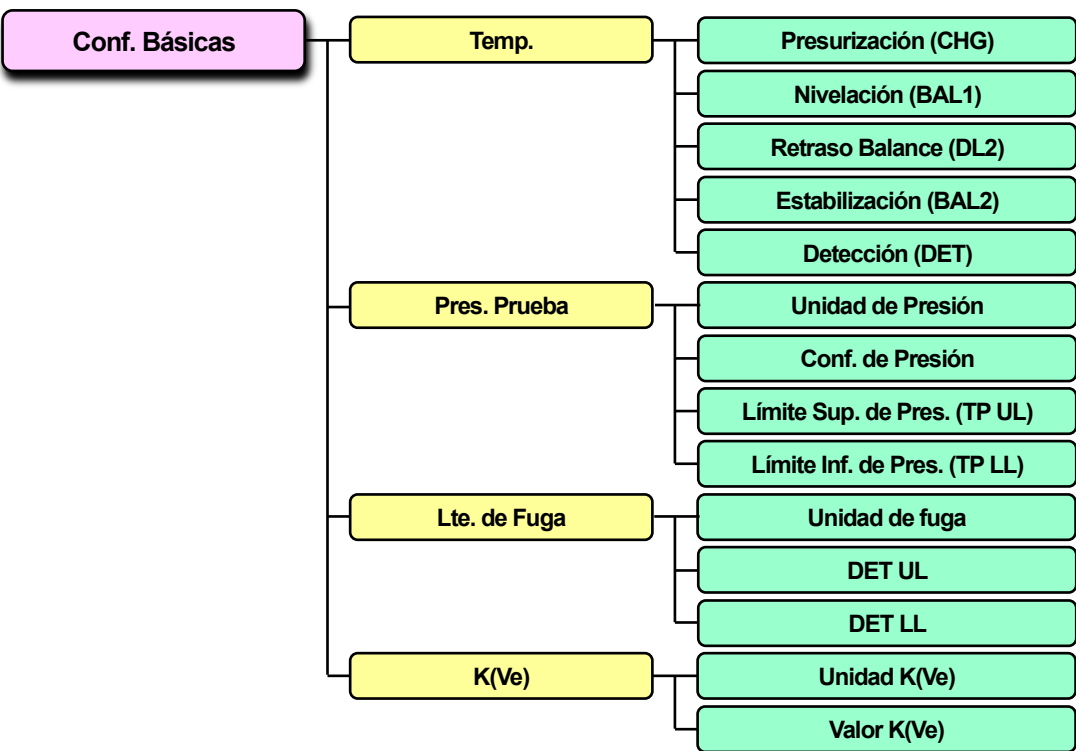 Conf. Básicas
Temp.
Presurización (CHG)
Nivelación (BAL1)
Retraso Balance (DL2)
Estabilización (BAL2)
Detección (DET)
Pres. Prueba
Unidad de Presión
Conf. de Presión
Límite Sup. de Pres. (TP UL)
Límite Inf. de Pres. (TP LL)
Lte. de Fuga
Unidad de fuga
DET UL
DET LL
K(Ve)
Unidad K(Ve)
Valor K(Ve)